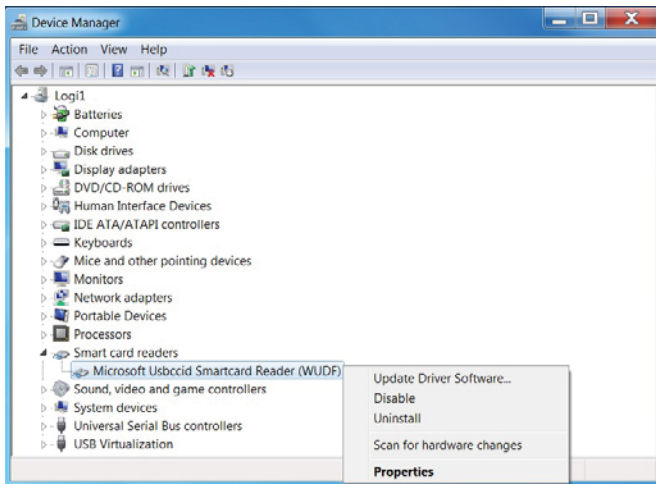 Device Manager
File Action View Help
Logi1
Batteries
Computer
Disk drives
Display adapters
DVD/CD-ROM drives
Human Interface Devices
IDE ATA/ATAPI controllers
Keyboards
Mice and other pointing devices
Monitors
Network adapters
Portable Devices
Processors
Smart card readers
Microsoft Usbccid Smartcard Reader (WUDF)
Sound, video and game controllers
System devices
Universal Serial Bus controllers
USB Virtualization
Update Driver Software...
Disable
Uninstall
Scan for hardware changes
Properties